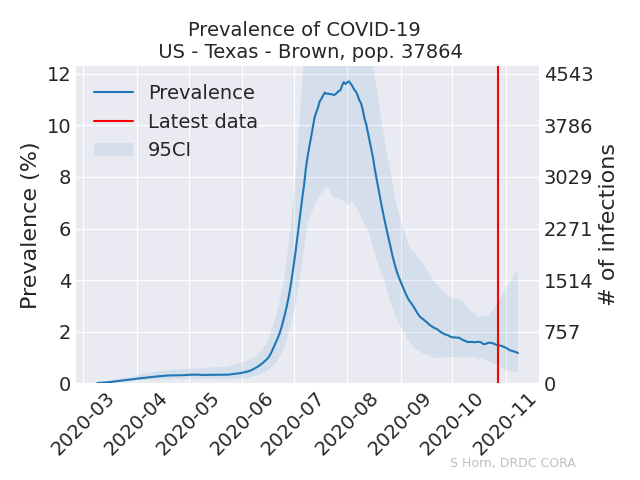 Prevalence of COVID-19
US - Texas - Brown, pop. 37864
Prevalence (%)
12
10
8
6
4
2
0
Prevalence
Latest data
95CI
4543
3786
3029
2271
1514
757
0
# of infections
2020-03
2020-04
2020-05
2020-06
2020-07
2020-08
2020-09
2020-10
2020-11
S Horn, DRDC CORA